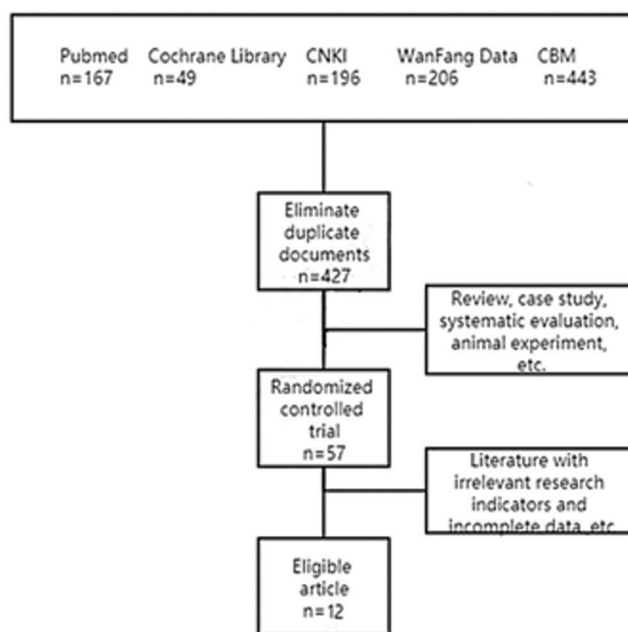 Pubmed Cochrane Library CNKI WanFang Data CBM
n=167 n=49 n=196 n=206 n=443
Eliminate
duplicate
documents
n=427
Review, case study,
systematic evaluation,
animal experiment,
etc.
Randomized
controlled
trial
n=57
Literature with
irrelevant research
indicators and
incomplete data, etc
Eligible
article
n=12